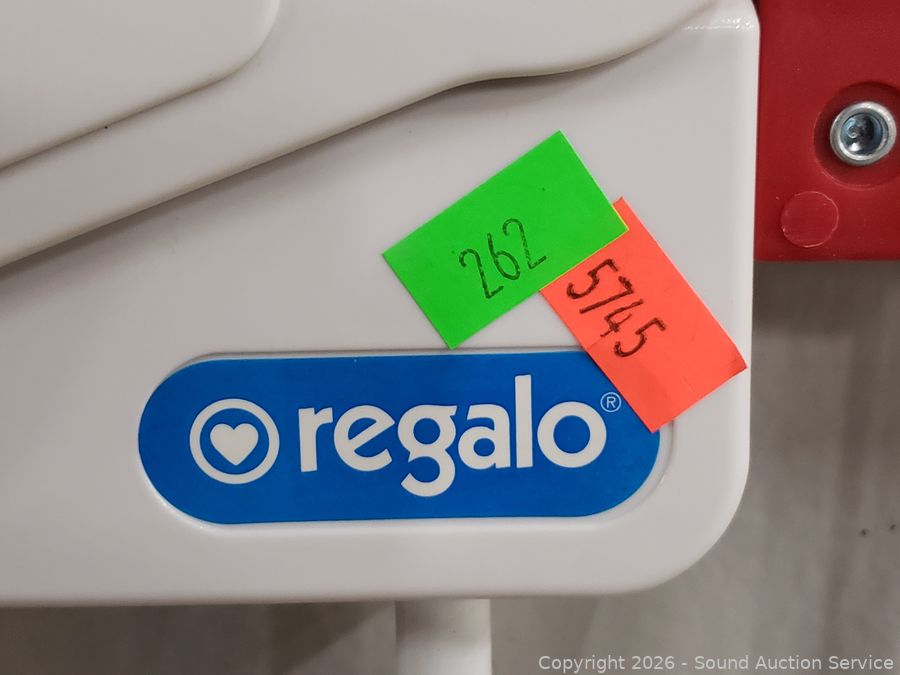 262
5745
regalo®
Copyright 2026 - Sound Auction Service